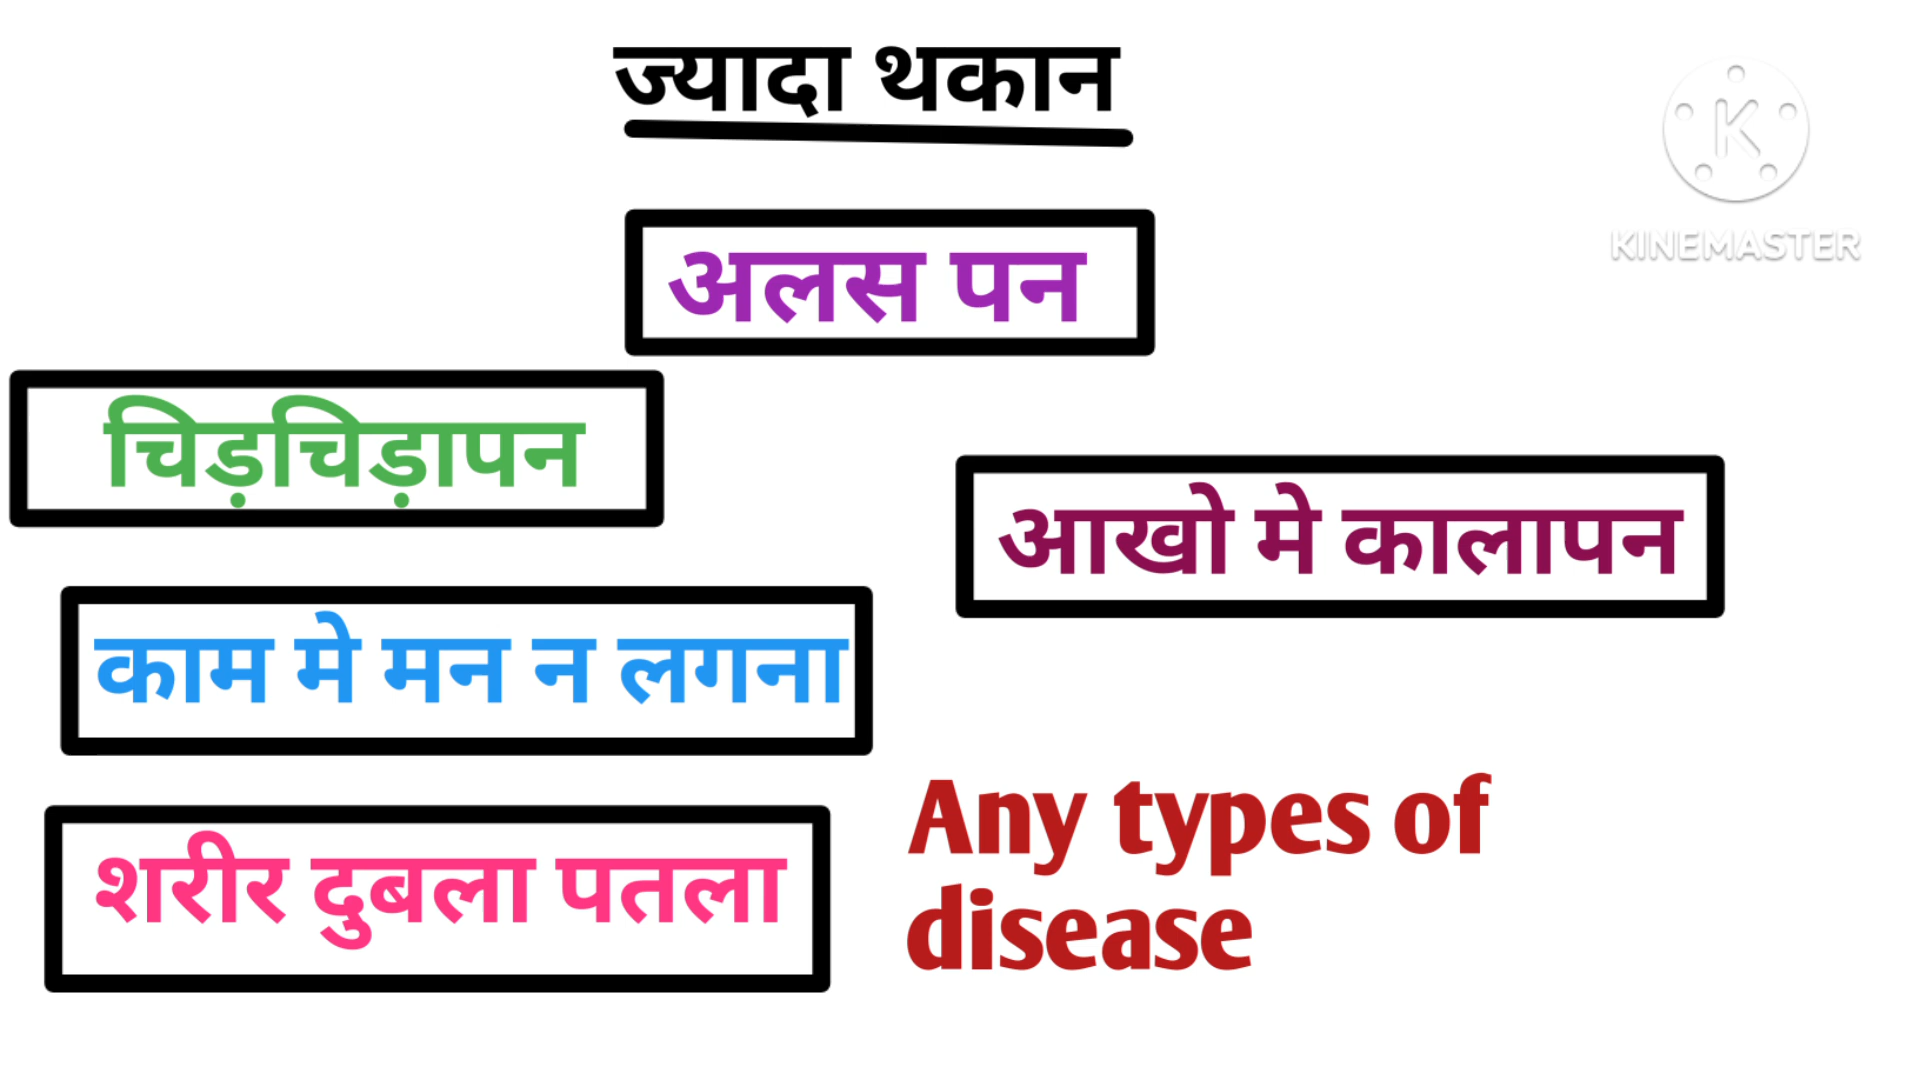 ज्यादा थकान
K
KINEMASTER
अलस पन
चिड़चिड़ापन
आखो मे कालापन
काम मे मन न लगना
शरीर दुबला पतला
Any types of
disease